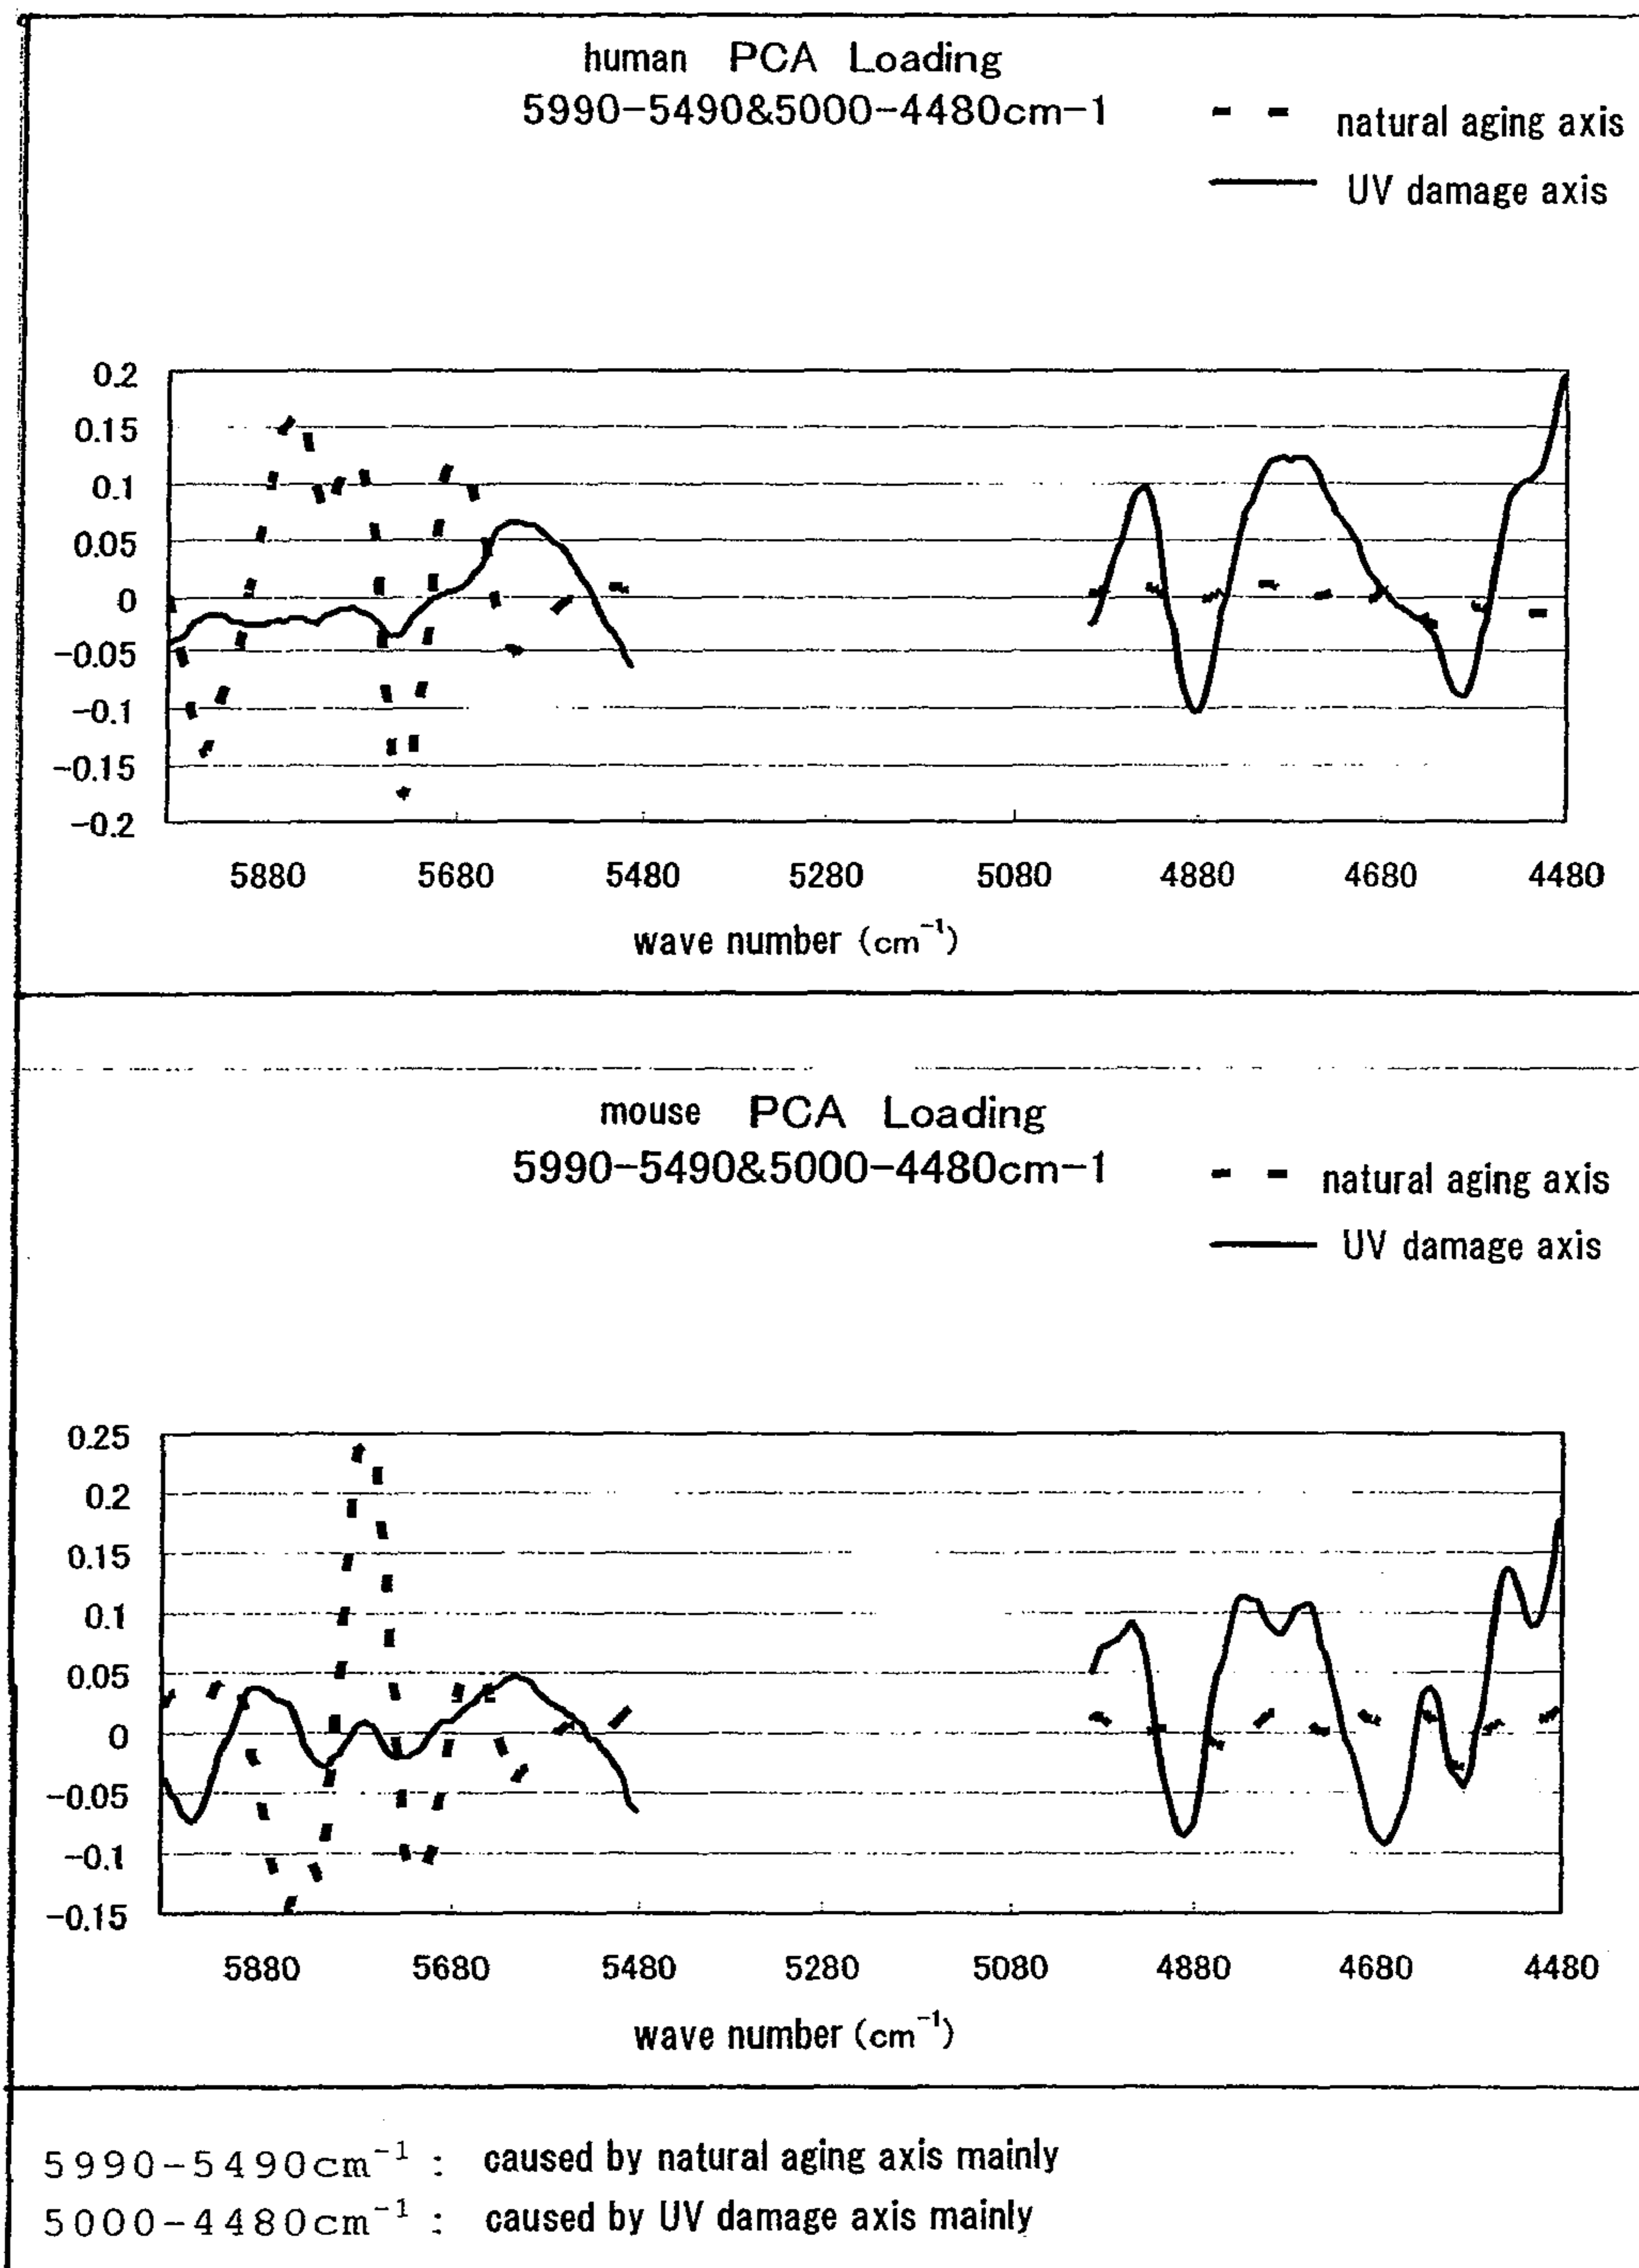 human PCA Loading
5990-5490&5000-4480cm-1
natural aging axis
UV damage axis
0.2
0.15
0.1
0.05
0
-0.05
-0.1
-0.15
-0.2
5880 5680 5480 5280 5080 4880 4680 4480
wave number (cm⁻¹)
mouse PCA Loading
5990-5490&5000-4480cm-1
natural aging axis
UV damage axis
0.25
0.2
0.15
0.1
0.05
0
-0.05
-0.1
-0.15
5880 5680 5480 5280 5080 4880 4680 4480
wave number (cm⁻¹)
5990-5490cm⁻¹ : caused by natural aging axis mainly
5000-4480cm⁻¹ : caused by UV damage axis mainly